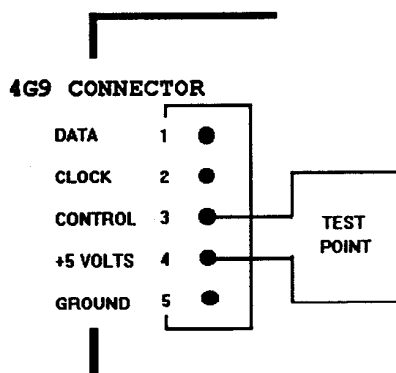 4G9 CONNECTOR
DATA 1
CLOCK 2
CONTROL 3
+5 VOLTS 4
GROUND 5
TEST
POINT